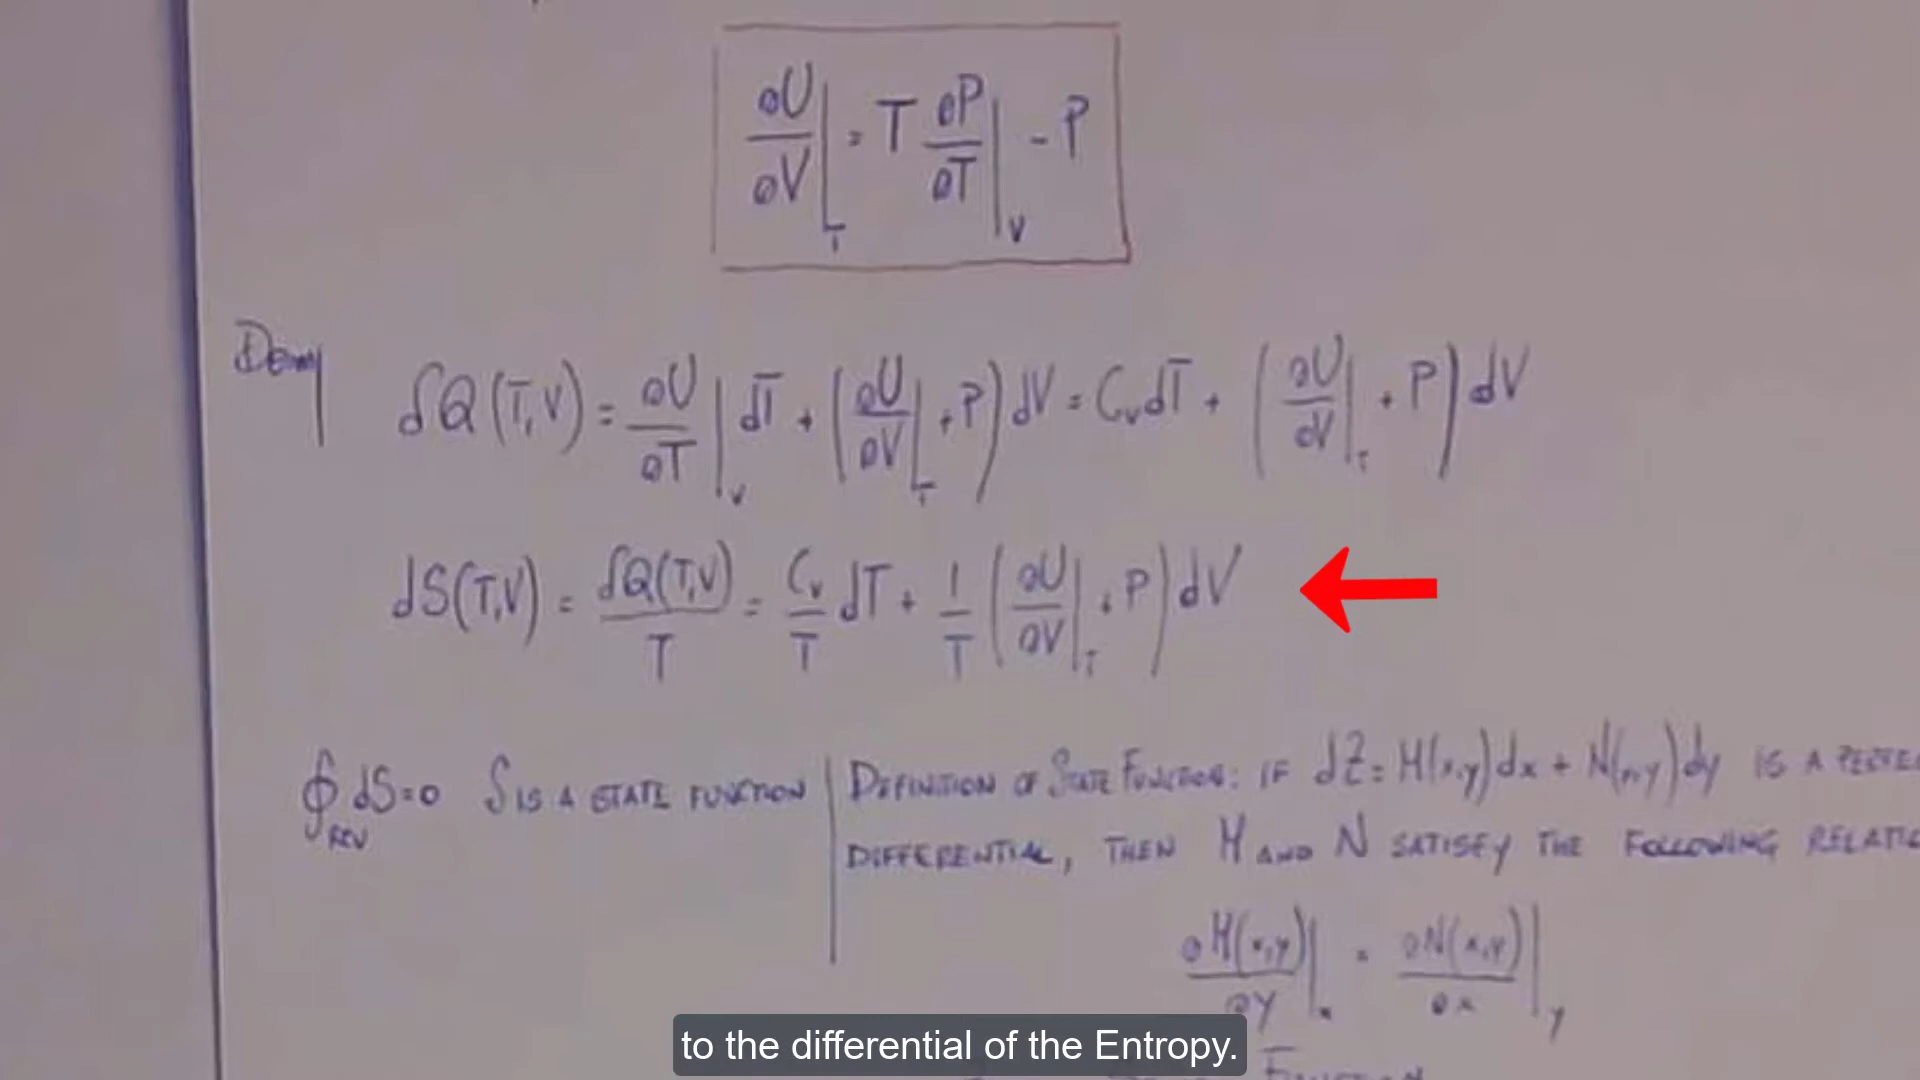 ∂U/∂V|_T = T ∂P/∂T|_V - P
Dem
δQ(T,V) = ∂U/∂T|_V dT + (∂U/∂V|_T + P) dV = C_v dT + (∂U/∂V|_T + P) dV
dS(T,V) = δQ(T,V)/T = C_v/T dT + 1/T (∂U/∂V|_T + P) dV
∮_REV dS=0 S IS A STATE FUNCTION
DEFINITION OF STATE FUNCTION: IF dZ = M(x,y)dx + N(x,y)dy IS A
DIFFERENTIAL, THEN M AND N SATISFY THE FOLLOWING
∂M(x,y)/∂y|_x = ∂N(x,y)/∂x|_y
FUNCTION
to the differential of the Entropy.